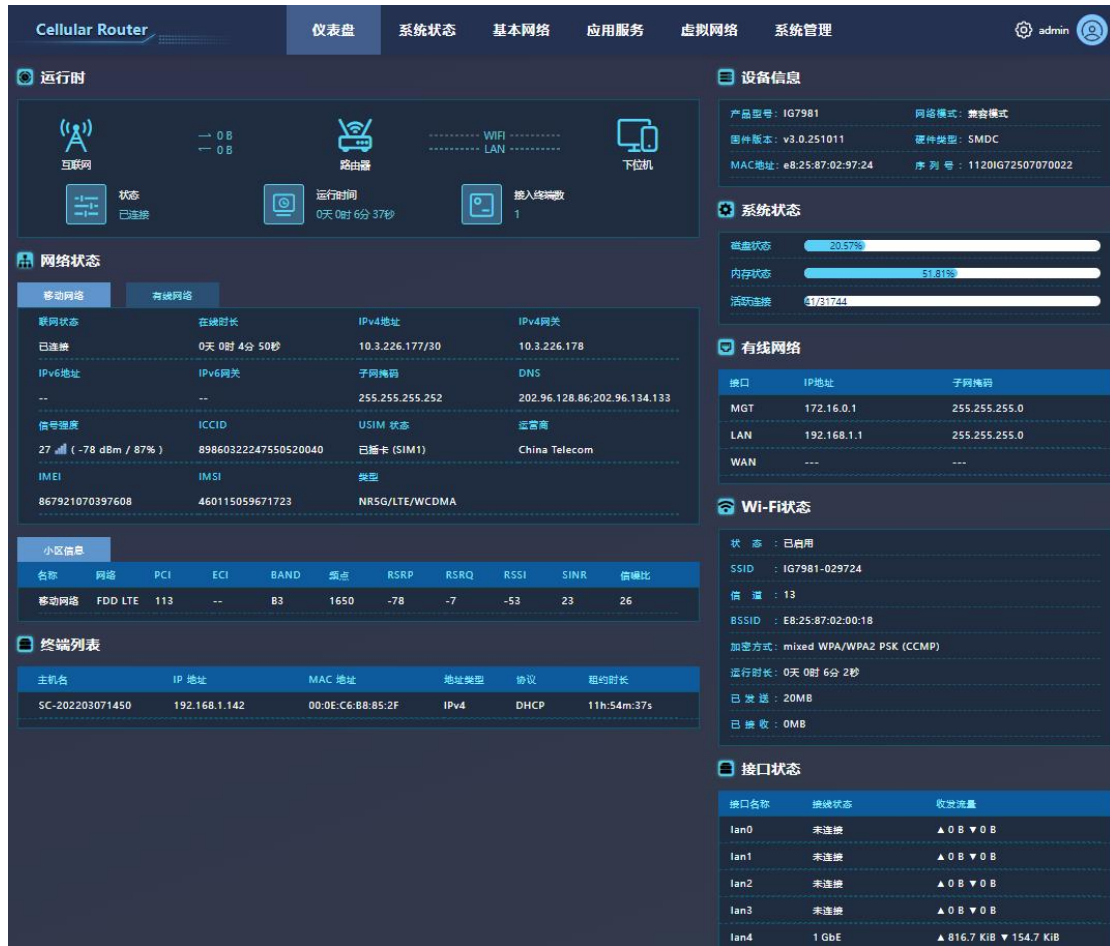 Cellular Router 仪表盘 系统状态 基本网络 应用服务 虚拟网络 系统管理 admin
运行时
0 B
0 B
WIFI
LAN
互联网 路由器 下位机
状态
已连接
运行时间
0天 0时 6分 37秒
接入终端数
1
网络状态
移动网络 有线网络
联网状态 在线时长 IPv4地址 IPv4网关
已连接 0天 0时 4分 50秒 10.3.226.177/30 10.3.226.178
IPv6地址 IPv6网关 子网掩码 DNS
-- -- 255.255.255.252 202.96.128.86;202.96.134.133
信号强度 ICCID USIM 状态 运营商
27 ( -78 dBm / 87% ) 89860322247550520040 已插卡 (SIM1) China Telecom
IMEI IMSI 类型
867921070397608 460115059671723 NR5G/LTE/WCDMA
小区信息
名称 网络 PCI ECI BAND 频点 RSRP RSRQ RSSI SINR 信噪比
移动网络 FDD LTE 113 -- B3 1650 -78 -7 -53 23 26
终端列表
主机名 IP 地址 MAC 地址 地址类型 协议 租约时长
SC-202203071450 192.168.1.142 00:0E:C6:B8:85:2F IPv4 DHCP 11h:54m:37s
设备信息
产品型号: IG7981 网络模式: 兼容模式
固件版本: v3.0.251011 硬件类型: SMDC
MAC地址: e8:25:87:02:97:24 序 列 号 : 1120IG72507070022
系统状态
磁盘状态 20.57%
内存状态 51.81%
活跃连接 41/31744
有线网络
接口 IP地址 子网掩码
MGT 172.16.0.1 255.255.255.0
LAN 192.168.1.1 255.255.255.0
WAN --- ---
Wi-Fi状态
状 态 : 已启用
SSID : IG7981-029724
信 道 : 13
BSSID : E8:25:87:02:00:18
加密方式: mixed WPA/WPA2 PSK (CCMP)
运行时长: 0天 0时 6分 2秒
已 发 送 : 20MB
已 接 收 : 0MB
接口状态
接口名称 接线状态 收发流量
lan0 未连接 ▲ 0 B ▼ 0 B
lan1 未连接 ▲ 0 B ▼ 0 B
lan2 未连接 ▲ 0 B ▼ 0 B
lan3 未连接 ▲ 0 B ▼ 0 B
lan4 1 GbE ▲ 816.7 KiB ▼ 154.7 KiB